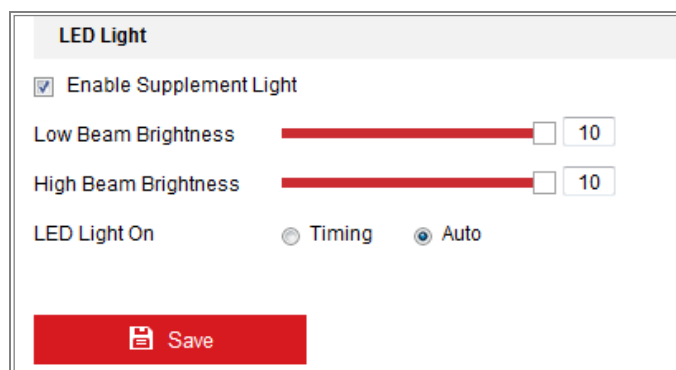 LED Light
Enable Supplement Light
Low Beam Brightness 10
High Beam Brightness 10
LED Light On Timing Auto
Save